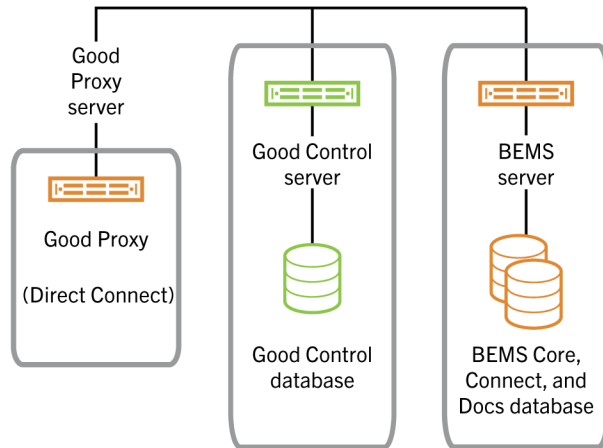 Good
Proxy
server
Good Proxy
(Direct Connect)
Good Control
server
Good Control
database
BEMS
server
BEMS Core,
Connect, and
Docs database